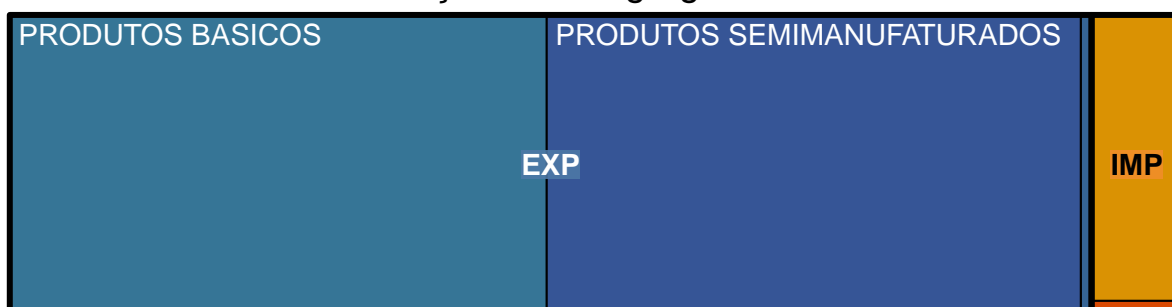 PRODUTOS BASICOS
PRODUTOS SEMIMANUFATURADOS
EXP
IMP